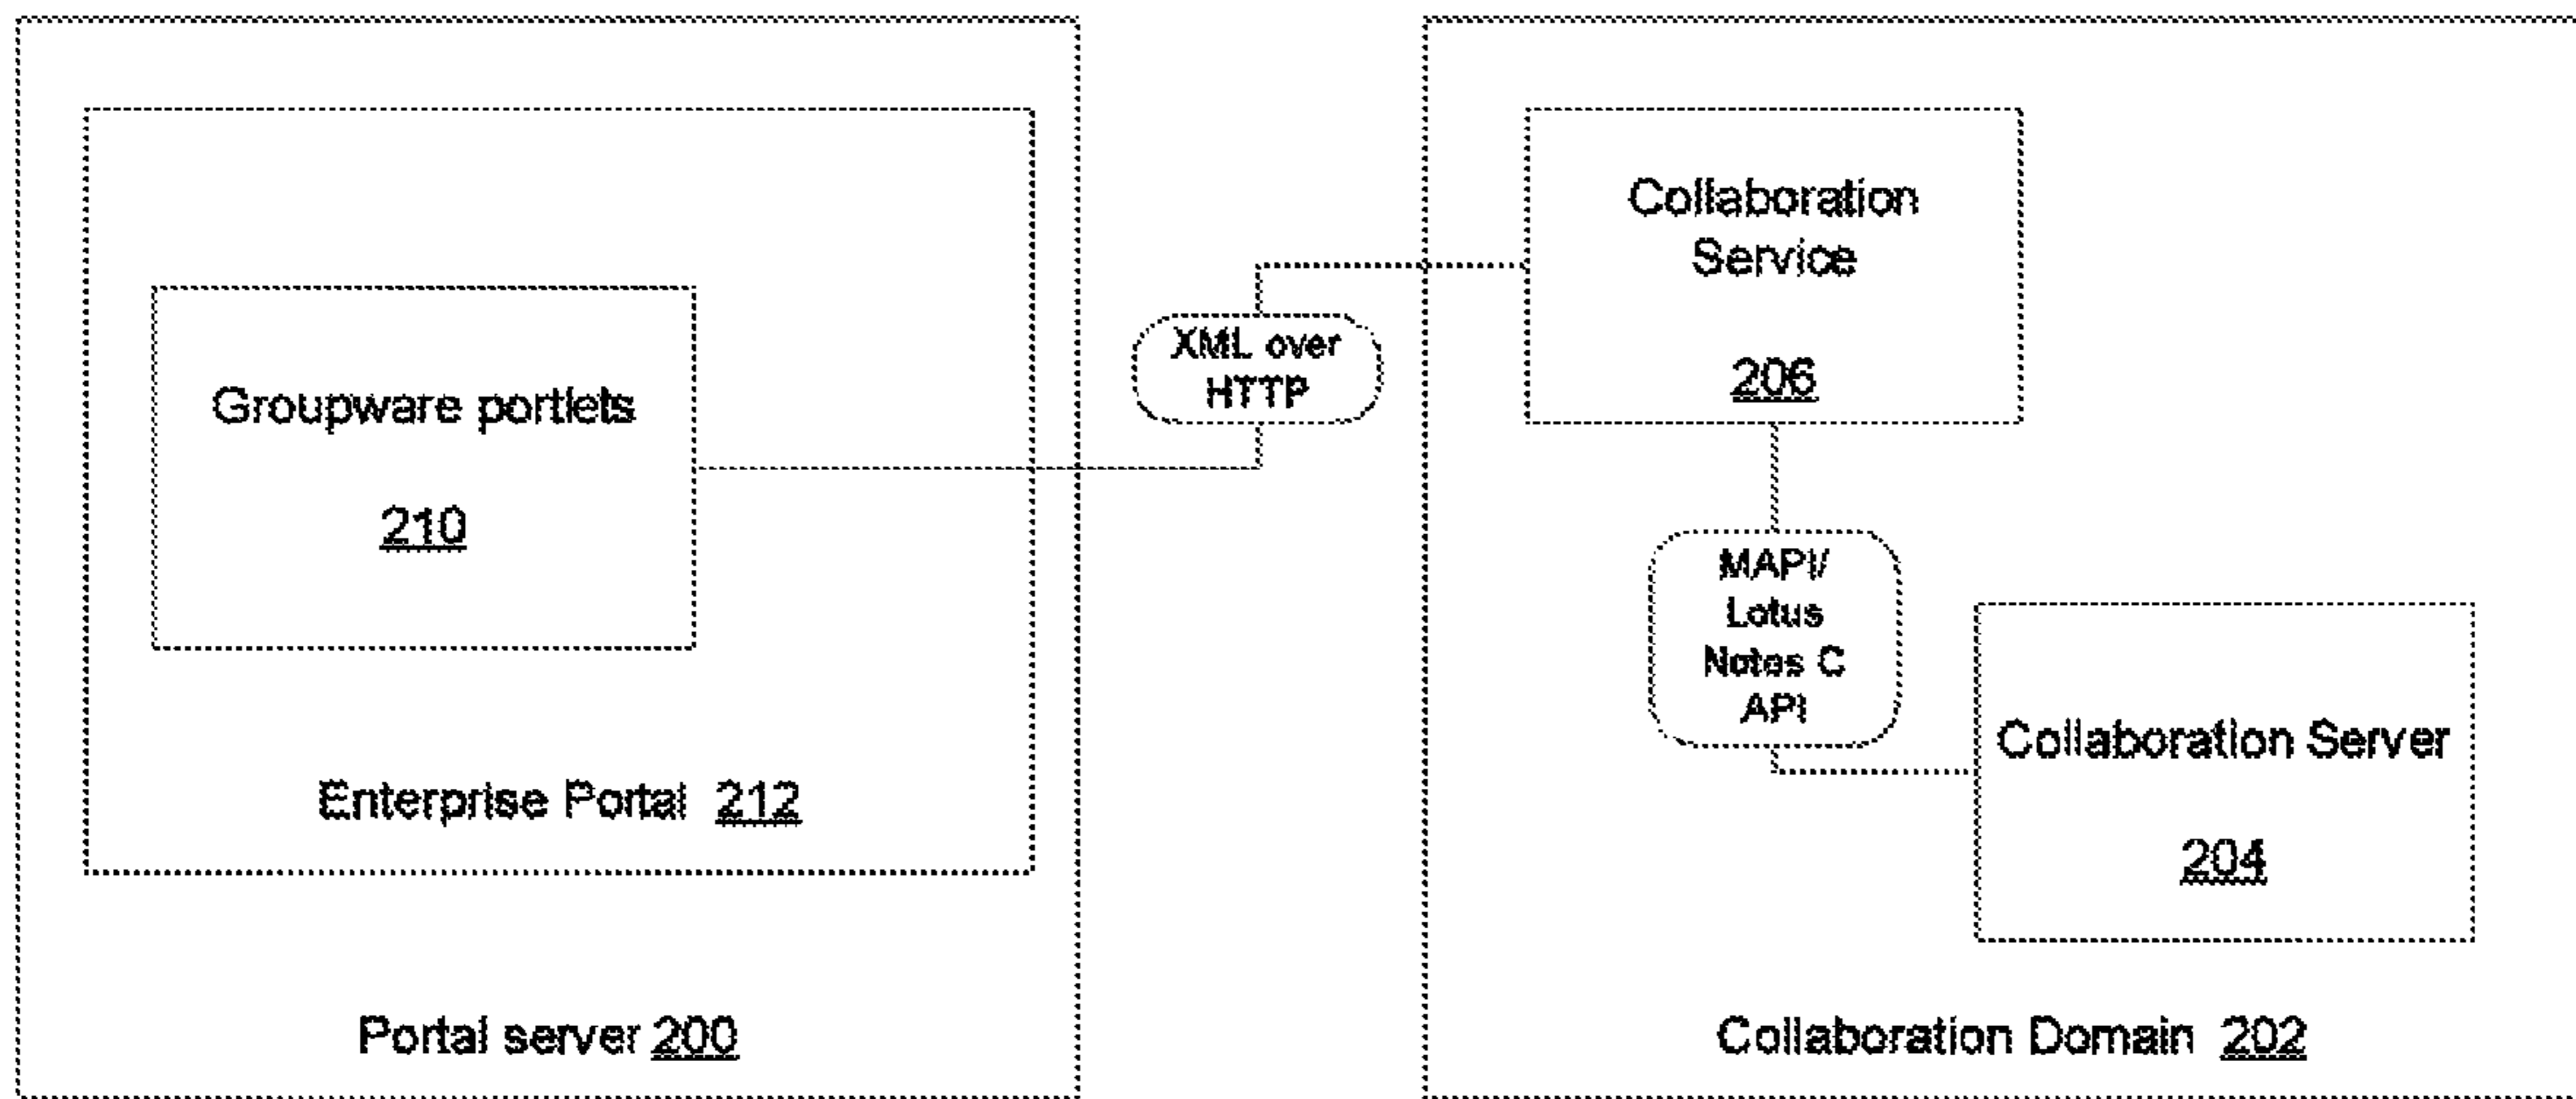 Groupware portlets
210
Enterprise Portal 212
Portal server 200
XML over
HTTP
Collaboration
Service
206
MAPI/
Lotus
Notes C
API
Collaboration Server
204
Collaboration Domain 202